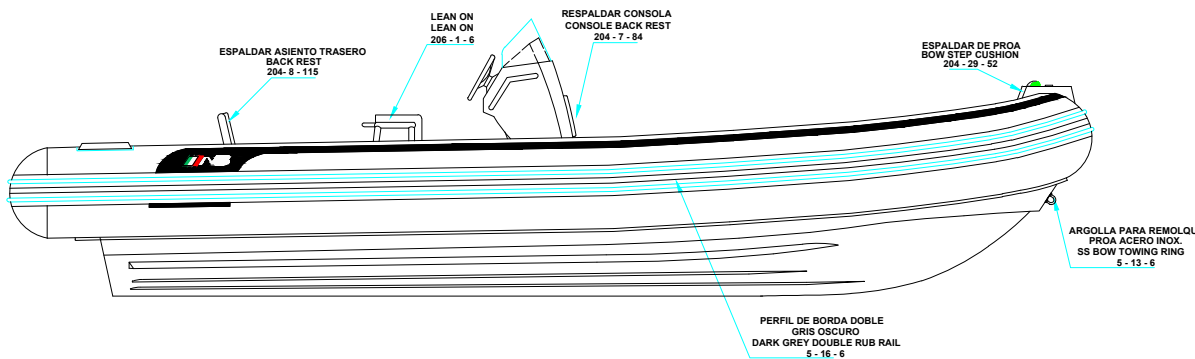 LEAN ON
LEAN ON
206 - 1 - 6
RESPALDAR CONSOLA
CONSOLE BACK REST
204 - 7 - 84
ESPALDAR ASIENTO TRASERO
BACK REST
204- 8 - 115
ESPALDAR DE PROA
BOW STEP CUSHION
204 - 29 - 52
ARGOLLA PARA REMOLQU
PROA ACERO INOX.
SS BOW TOWING RING
5 - 13 - 6
PERFIL DE BORDA DOBLE
GRIS OSCURO
DARK GREY DOUBLE RUB RAIL
5 - 16 - 6